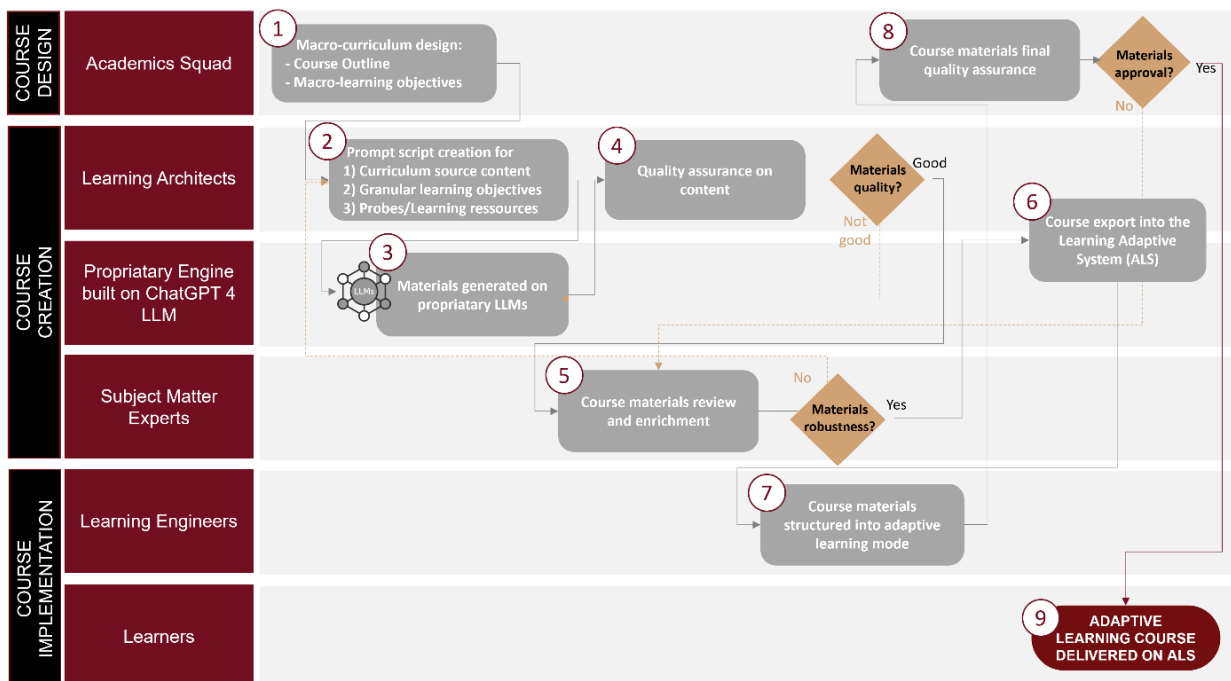 COURSE
DESIGN
Academics Squad
1
Macro-curriculum design:
- Course Outline
- Macro-learning objectives
8
Course materials final
quality assurance
Materials
approval?
Yes
No
COURSE
CREATION
Learning Architects
2
Prompt script creation for
1) Curriculum source content
2) Granular learning objectives
3) Probes/Learning ressources
4
Quality assurance on
content
Materials
quality?
Good
Not
good
6
Course export into the
Learning Adaptive
System (ALS)
Propriatary Engine
built on ChatGPT 4
LLM
3
LLMs
Materials generated on
propriatary LLMs
Subject Matter
Experts
5
Course materials review
and enrichment
No
Materials
robustness?
Yes
COURSE
IMPLEMENTATION
Learning Engineers
7
Course materials
structured into adaptive
learning mode
Learners
9
ADAPTIVE
LEARNING COURSE
DELIVERED ON ALS